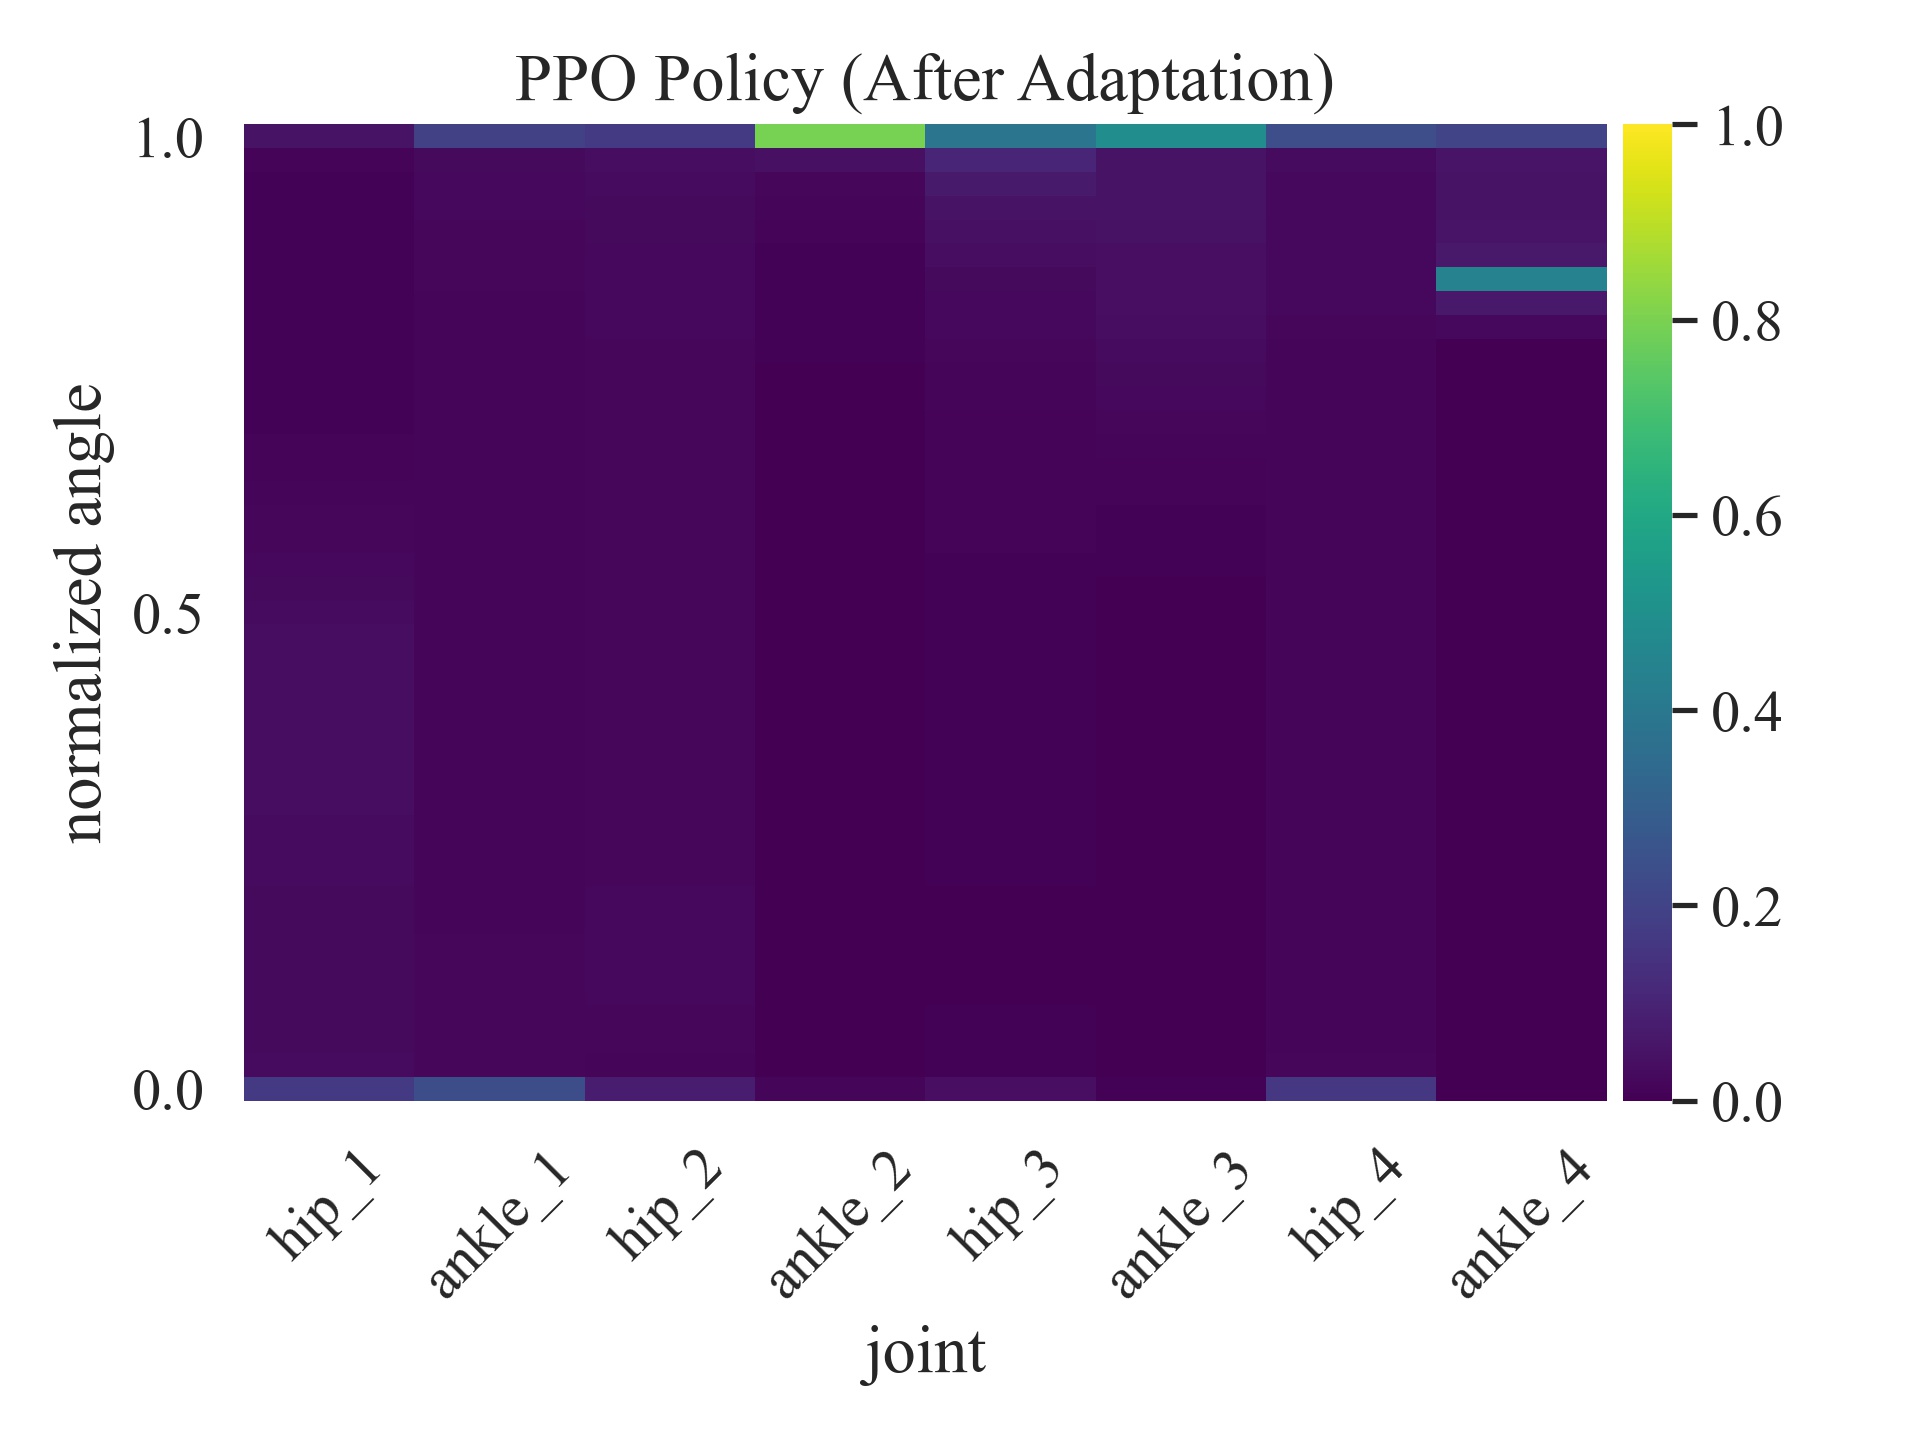 PPO Policy (After Adaptation)
normalized angle
1.0
0.5
0.0
hip_1
ankle_1
hip_2
ankle_2
hip_3
ankle_3
hip_4
ankle_4
joint
1.0
0.8
0.6
0.4
0.2
0.0